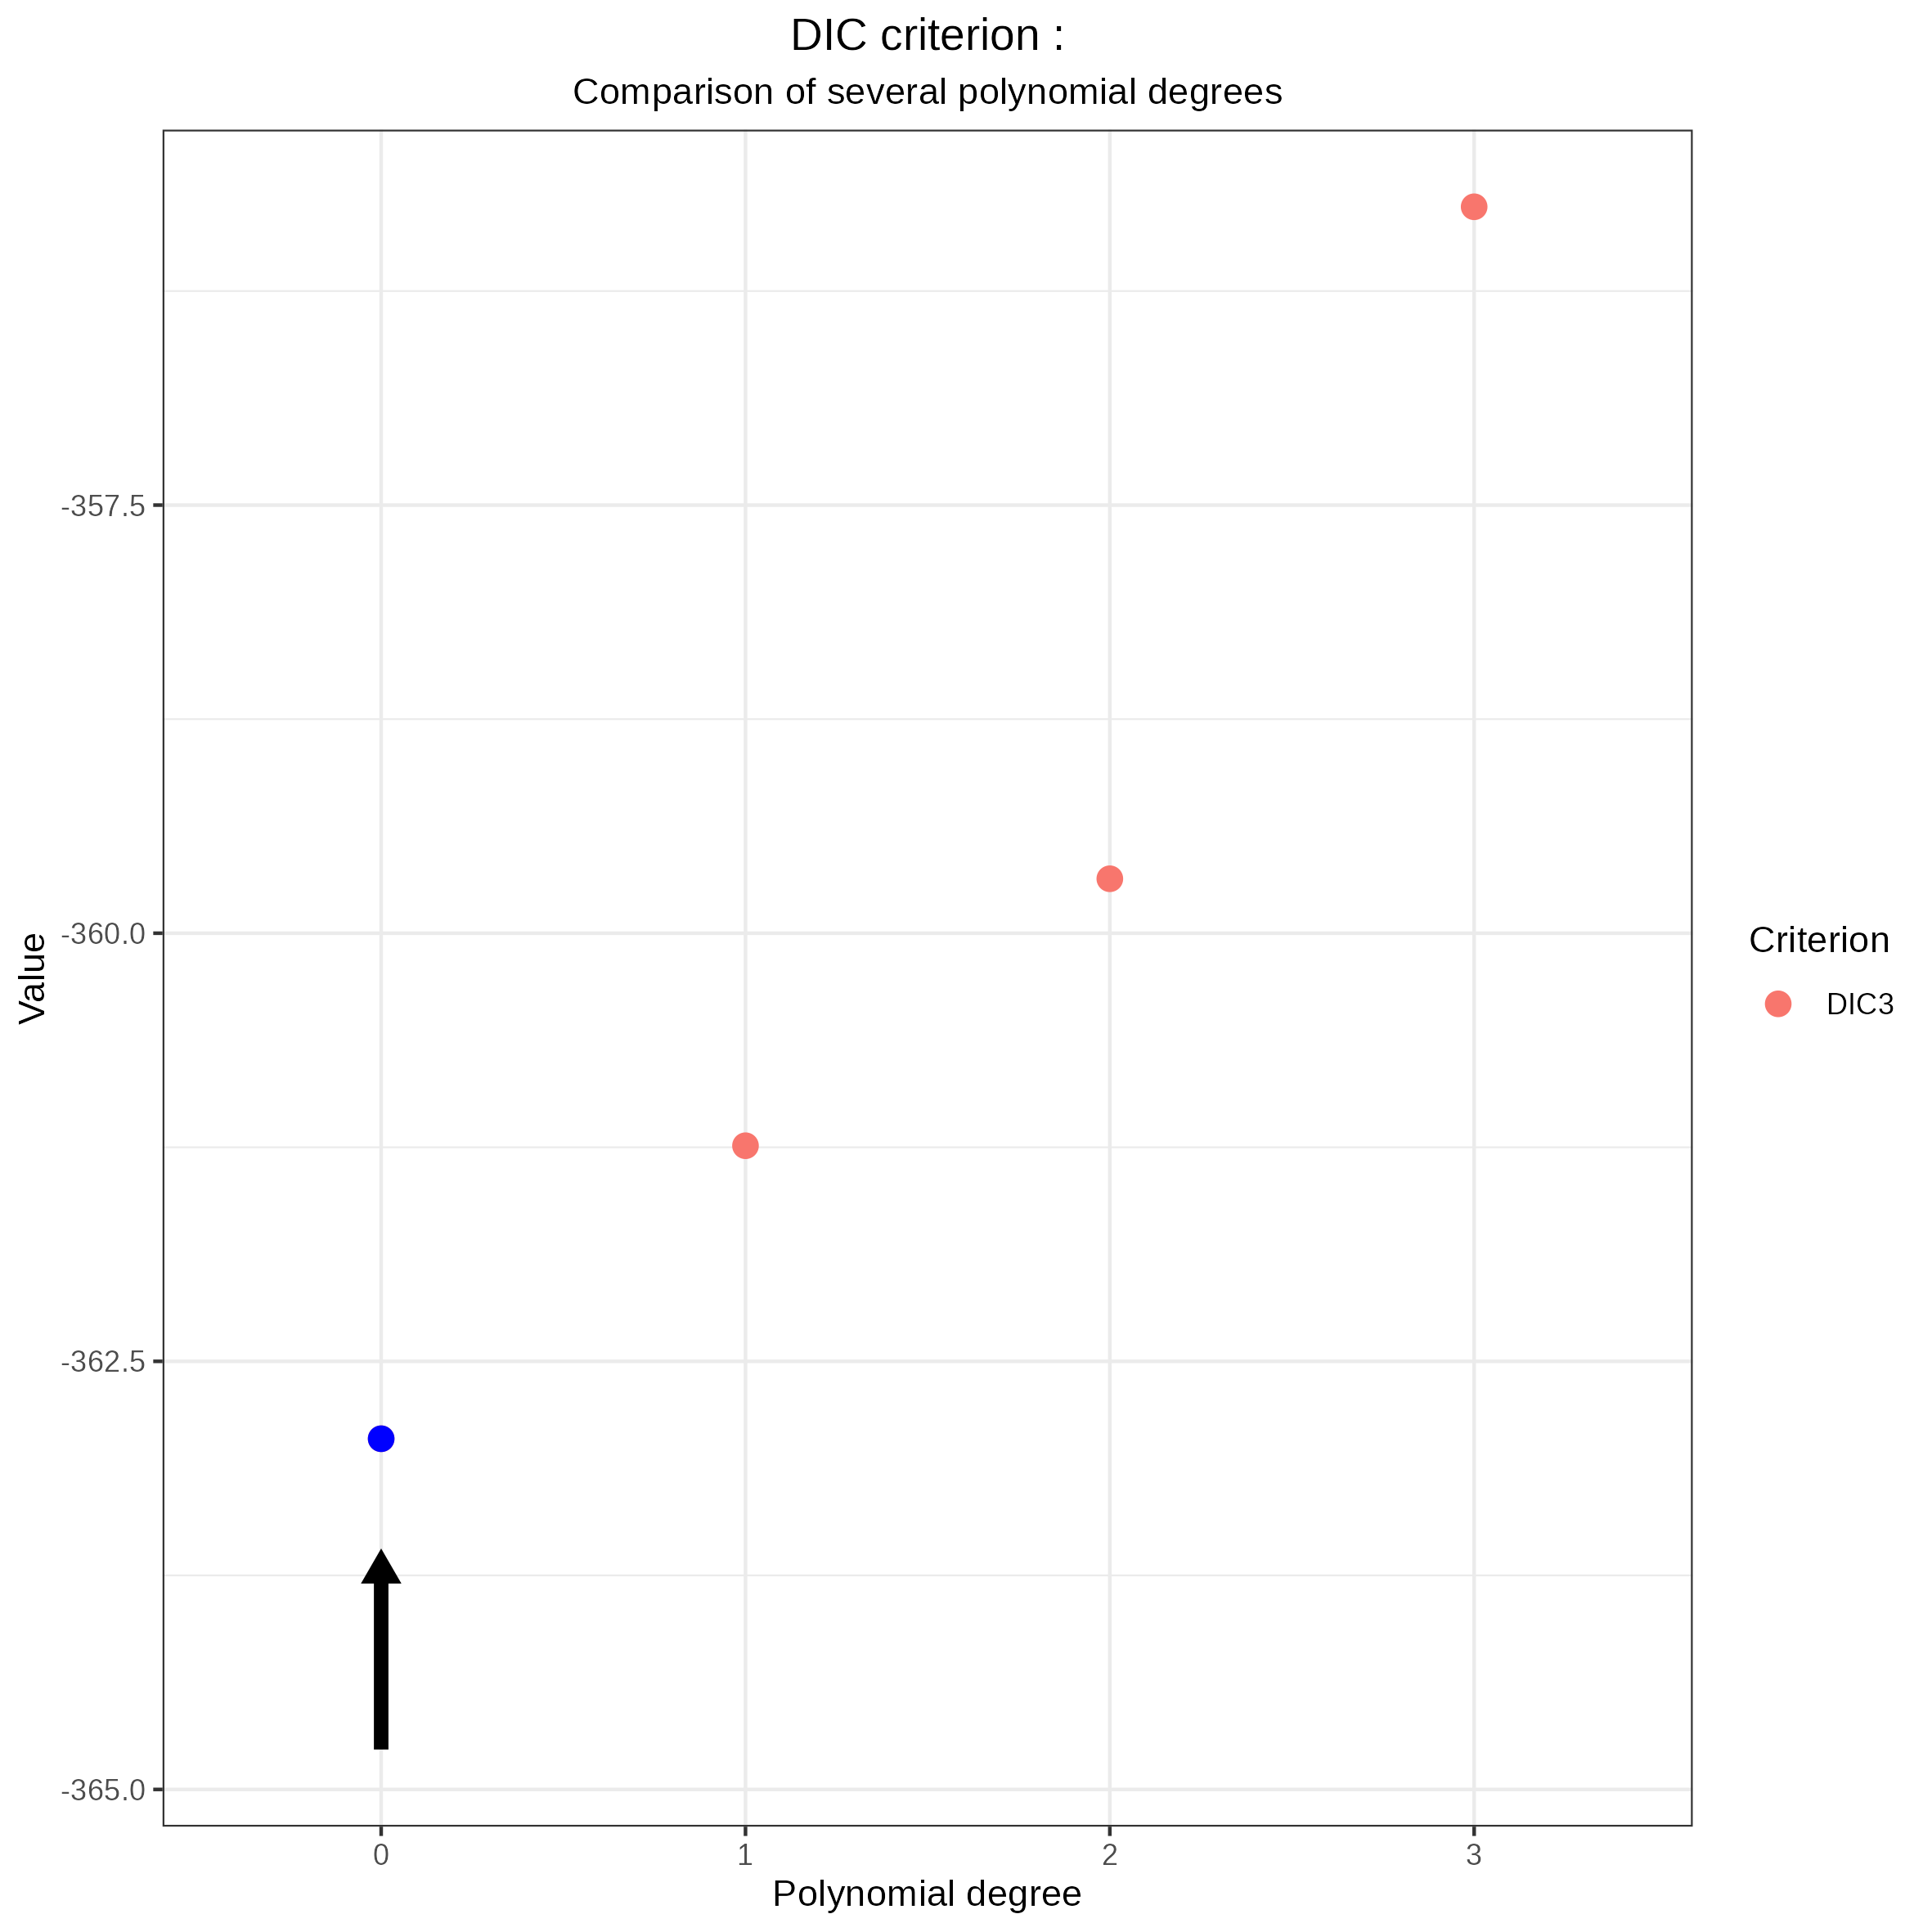 DIC criterion :
Comparison of several polynomial degrees
-357.5
-360.0
-362.5
-365.0
Value
0 1 2 3
Polynomial degree
Criterion
DIC3